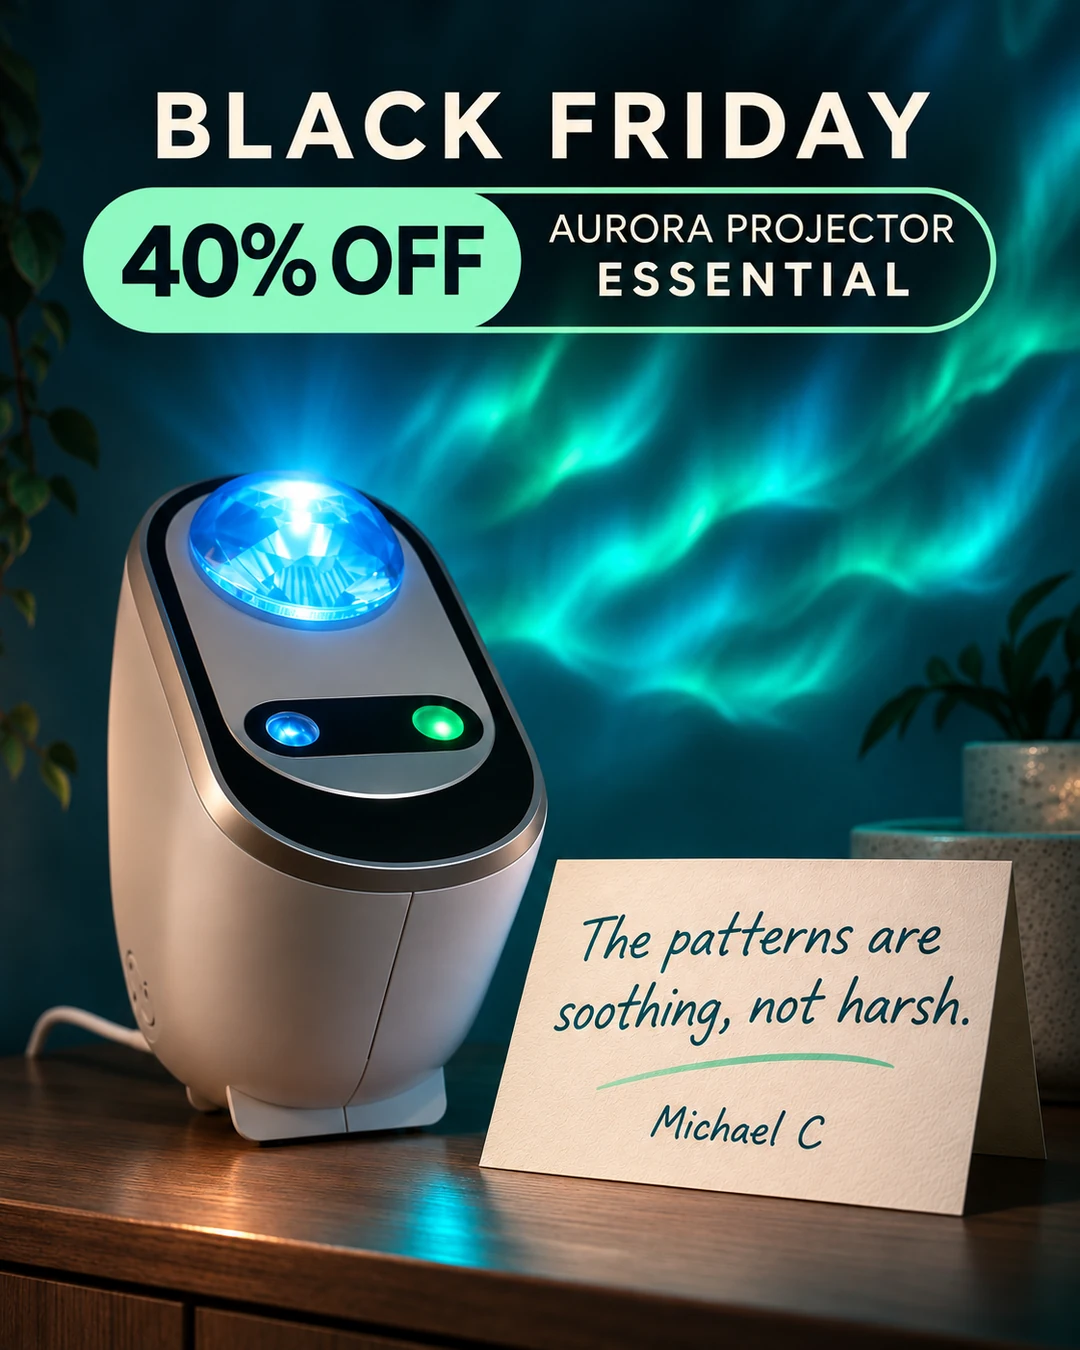 BLACK FRIDAY
40% OFF
AURORA PROJECTOR
ESSENTIAL
The patterns are
soothing, not harsh.
Michael C